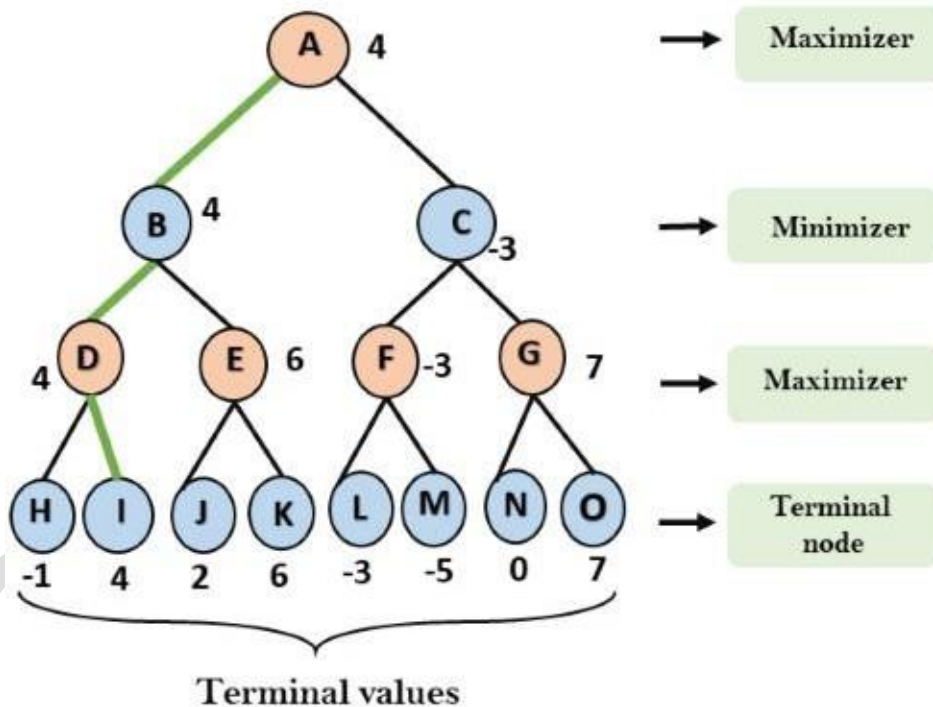 A 4 Maximizer
B 4 C -3 Minimizer
D 4 E 6 F -3 G 7 Maximizer
H I J K L M N O Terminal node
-1 4 2 6 -3 -5 0 7
Terminal values